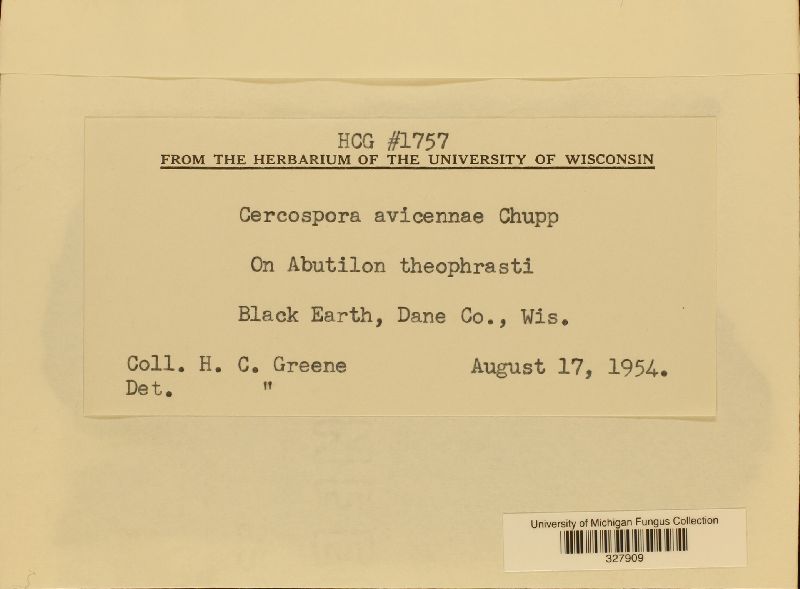 HCG #1757
FROM THE HERBARIUM OF THE UNIVERSITY OF WISCONSIN
Cercospora avicennae Chupp
On Abutilon theophrasti
Black Earth, Dane Co., Wis.
Coll. H. C. Greene August 17, 1954.
Det. "
University of Michigan Fungus Collection
327909